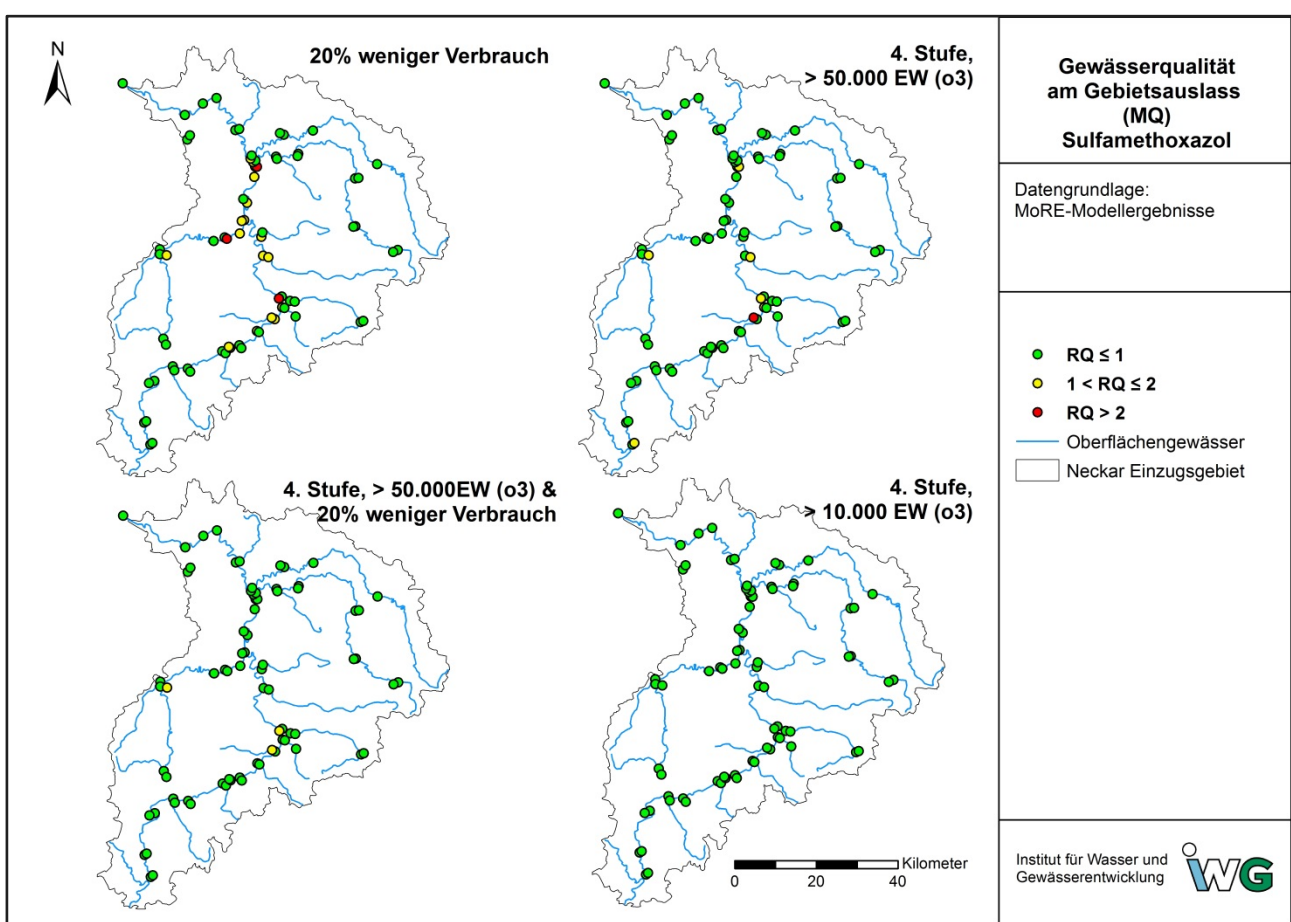 N
20% weniger Verbrauch
4. Stufe,
> 50.000 EW (o3)
4. Stufe, > 50.000EW (o3) &
20% weniger Verbrauch
4. Stufe,
> 10.000 EW (o3)
Kilometer
0 10 20 40
Gewässerqualität
am Gebietsauslass
(MQ)
Sulfamethoxazol
Datengrundlage:
MoRE-Modellergebnisse
RQ ≤ 1
1 < RQ ≤ 2
RQ > 2
Oberflächengewässer
Neckar Einzugsgebiet
Institut für Wasser und
Gewässerentwicklung
iWG